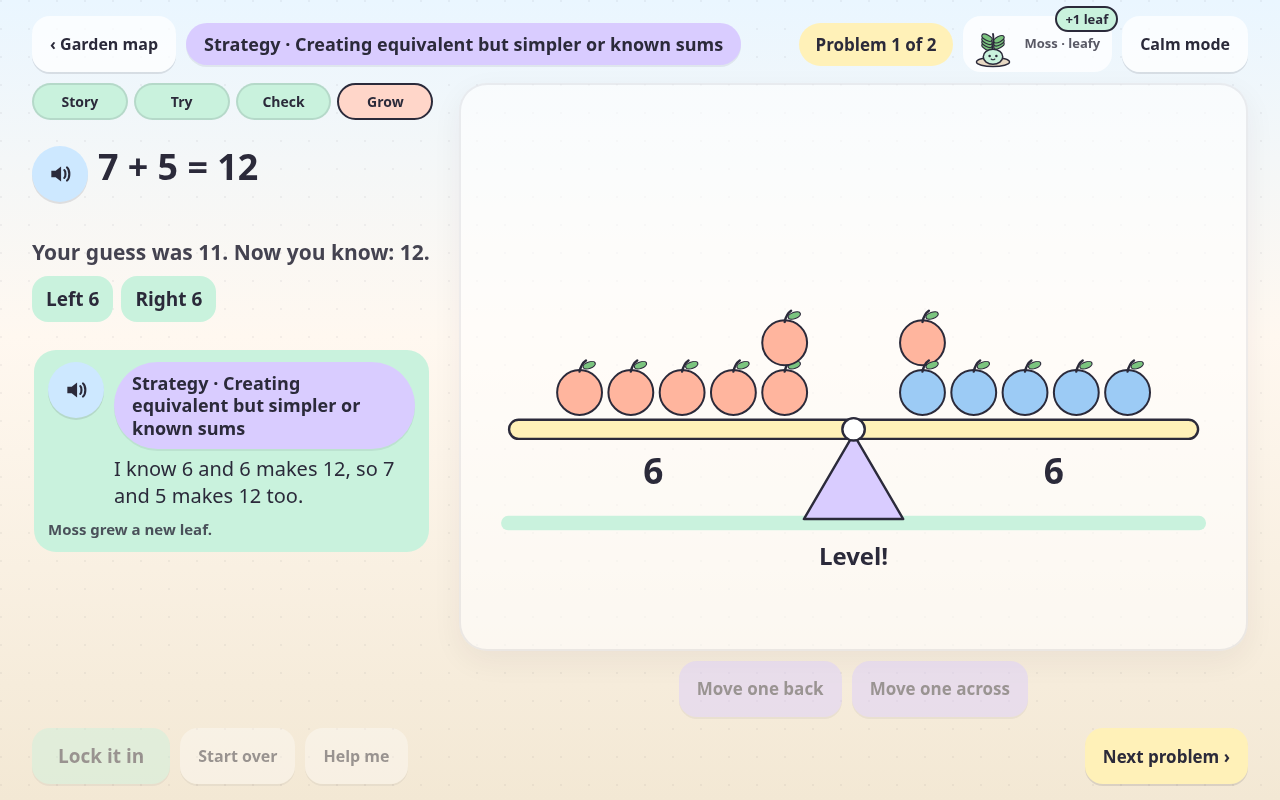 ‹ Garden map
Strategy · Creating equivalent but simpler or known sums
Problem 1 of 2
+1 leaf
Moss · leafy
Calm mode
Story
Try
Check
Grow
7 + 5 = 12
Your guess was 11. Now you know: 12.
Left 6
Right 6
Strategy · Creating
equivalent but simpler or
known sums
I know 6 and 6 makes 12, so 7
and 5 makes 12 too.
Moss grew a new leaf.
6
6
Level!
Move one back
Move one across
Lock it in
Start over
Help me
Next problem ›